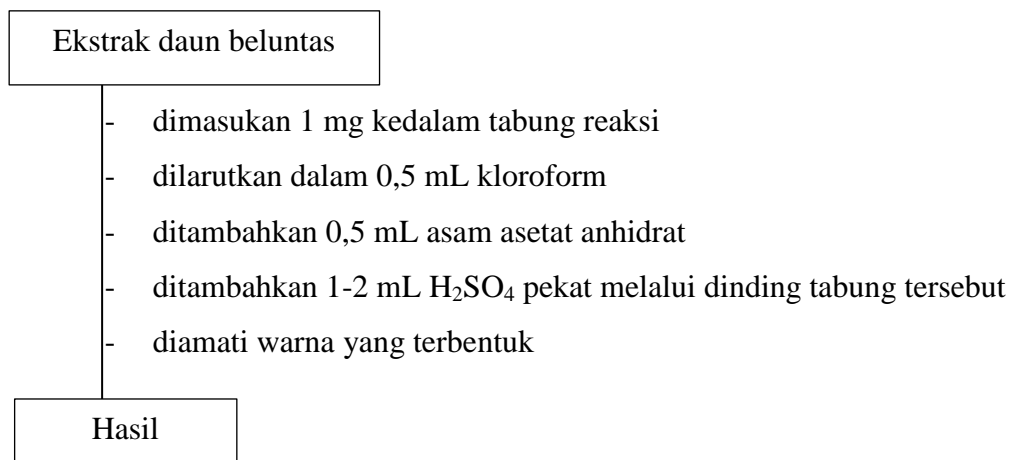 Ekstrak daun beluntas
- dimasukan 1 mg kedalam tabung reaksi
- dilarutkan dalam 0,5 mL kloroform
- ditambahkan 0,5 mL asam asetat anhidrat
- ditambahkan 1-2 mL H₂SO₄ pekat melalui dinding tabung tersebut
- diamati warna yang terbentuk
Hasil